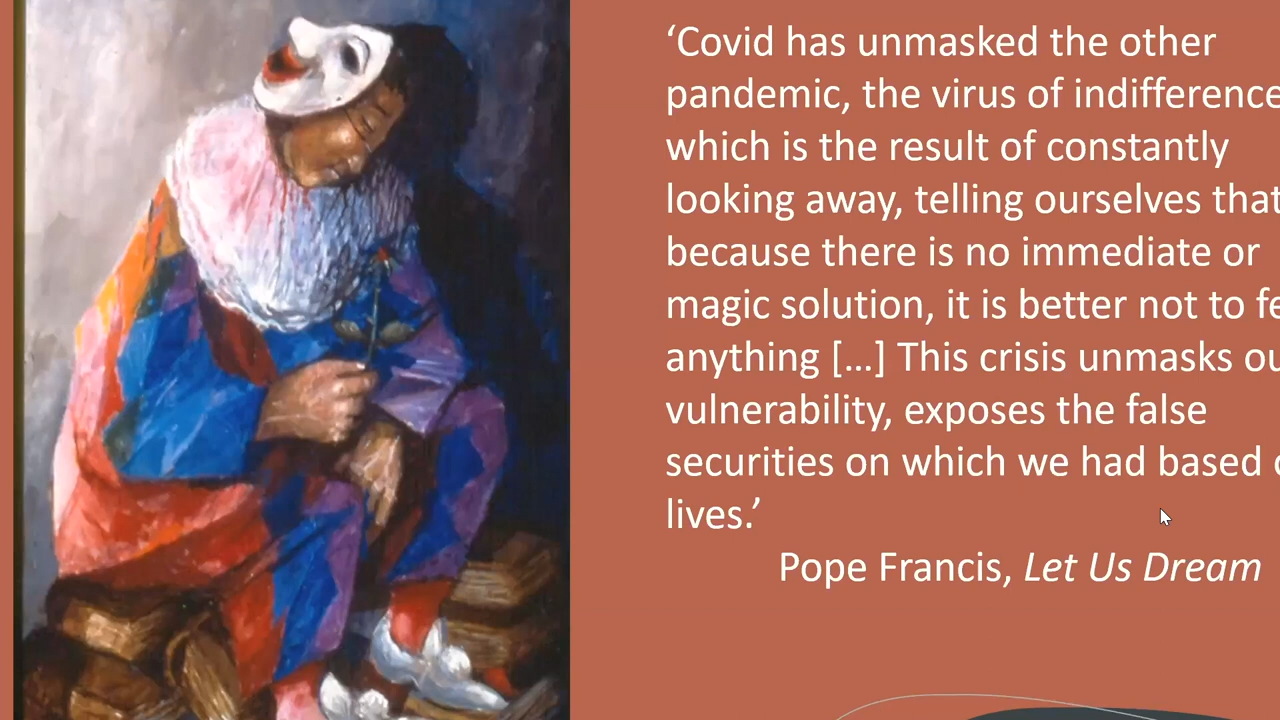 ‘Covid has unmasked the other
pandemic, the virus of indifference
which is the result of constantly
looking away, telling ourselves that
because there is no immediate or
magic solution, it is better not to
anything […] This crisis unmasks
vulnerability, exposes the false
securities on which we had based
lives.’
Pope Francis, Let Us Dream